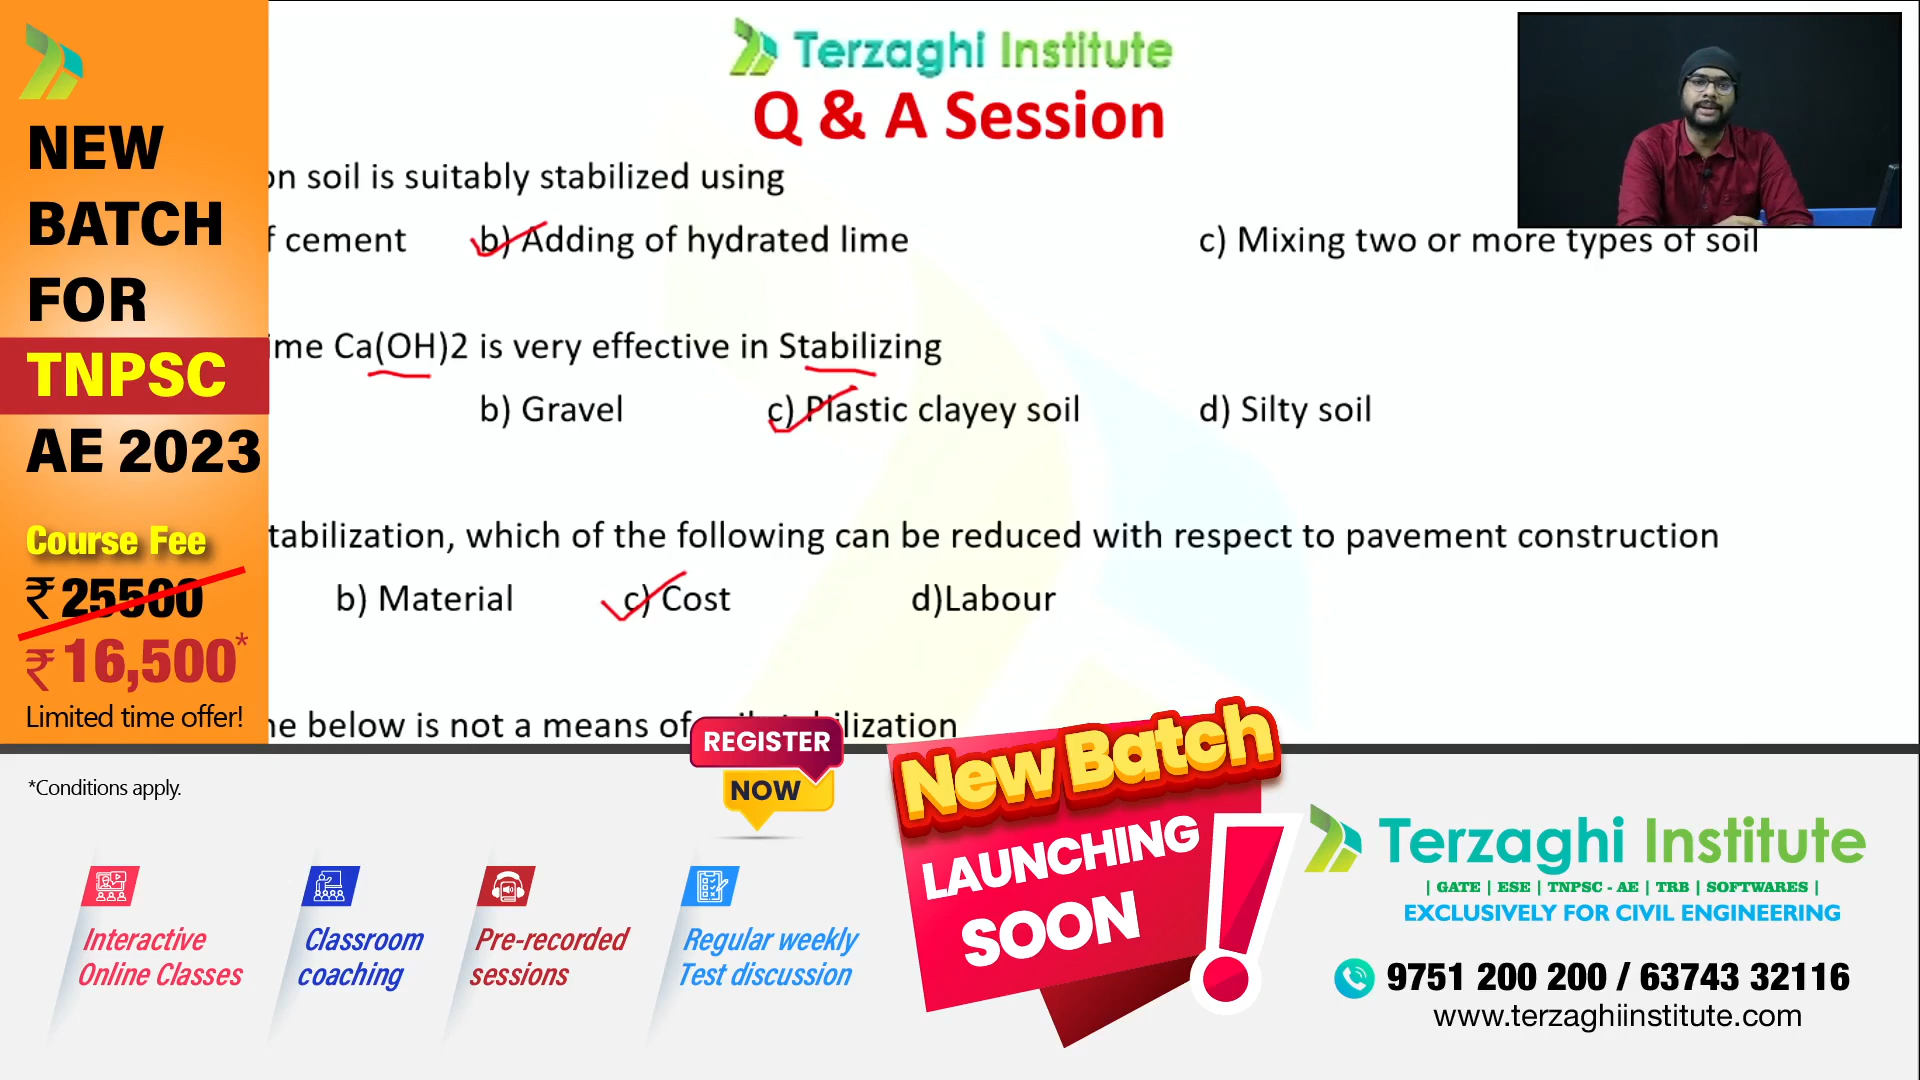 Terzaghi Institute
Q & A Session
NEW
BATCH
FOR
TNPSC
AE 2023
Course Fee
₹25500
₹16,500*
Limited time offer!
on soil is suitably stabilized using
f cement b) Adding of hydrated lime c) Mixing two or more types of soil
ime Ca(OH)2 is very effective in Stabilizing
b) Gravel c) Plastic clayey soil d) Silty soil
tabilization, which of the following can be reduced with respect to pavement construction
b) Material c) Cost d)Labour
below is not a means of
REGISTER
NOW
*Conditions apply.
Interactive
Online Classes
Classroom
coaching
Pre-recorded
sessions
Regular weekly
Test discussion
New Batch
LAUNCHING
SOON
Terzaghi Institute
| GATE | ESE | TNPSC - AE | TRB | SOFTWARES |
EXCLUSIVELY FOR CIVIL ENGINEERING
9751 200 200 / 63743 32116
www.terzaghiinstitute.com